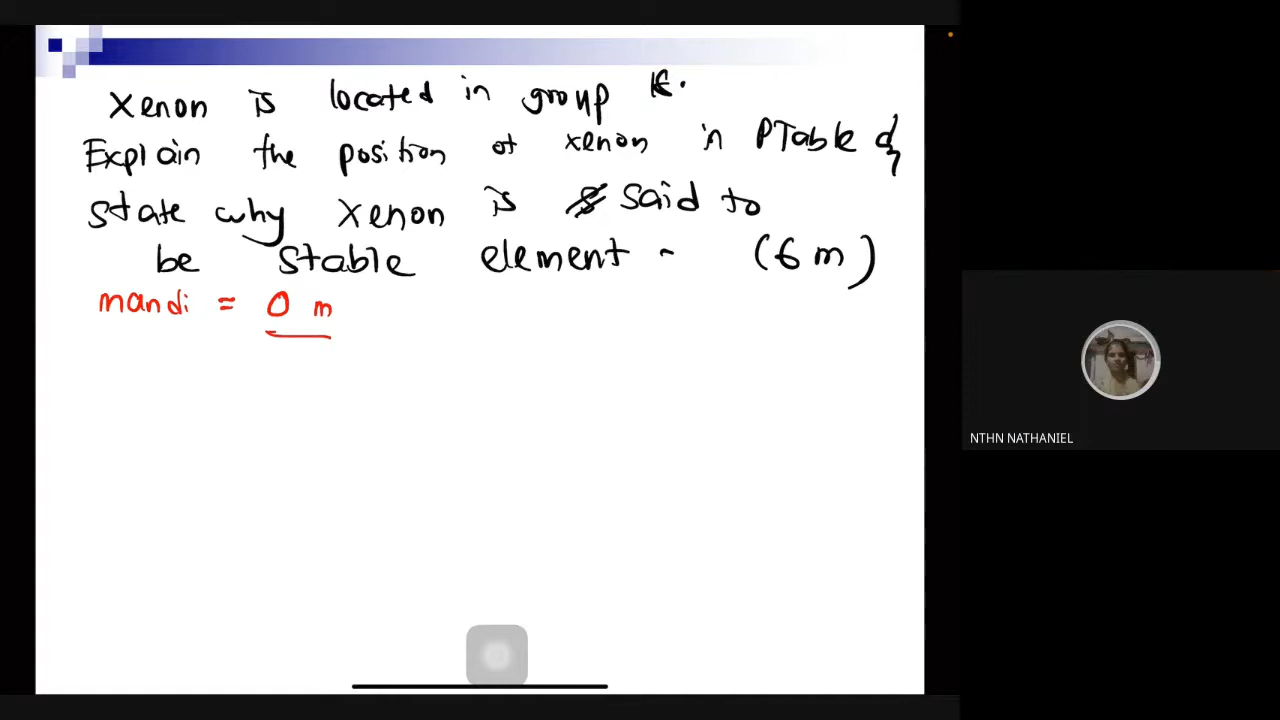 Xenon is located in group
Explain the position of xenon in PTable &
state why Xenon is said to
be stable element - (6 m)
mandi = 0 m
NTHN NATHANIEL